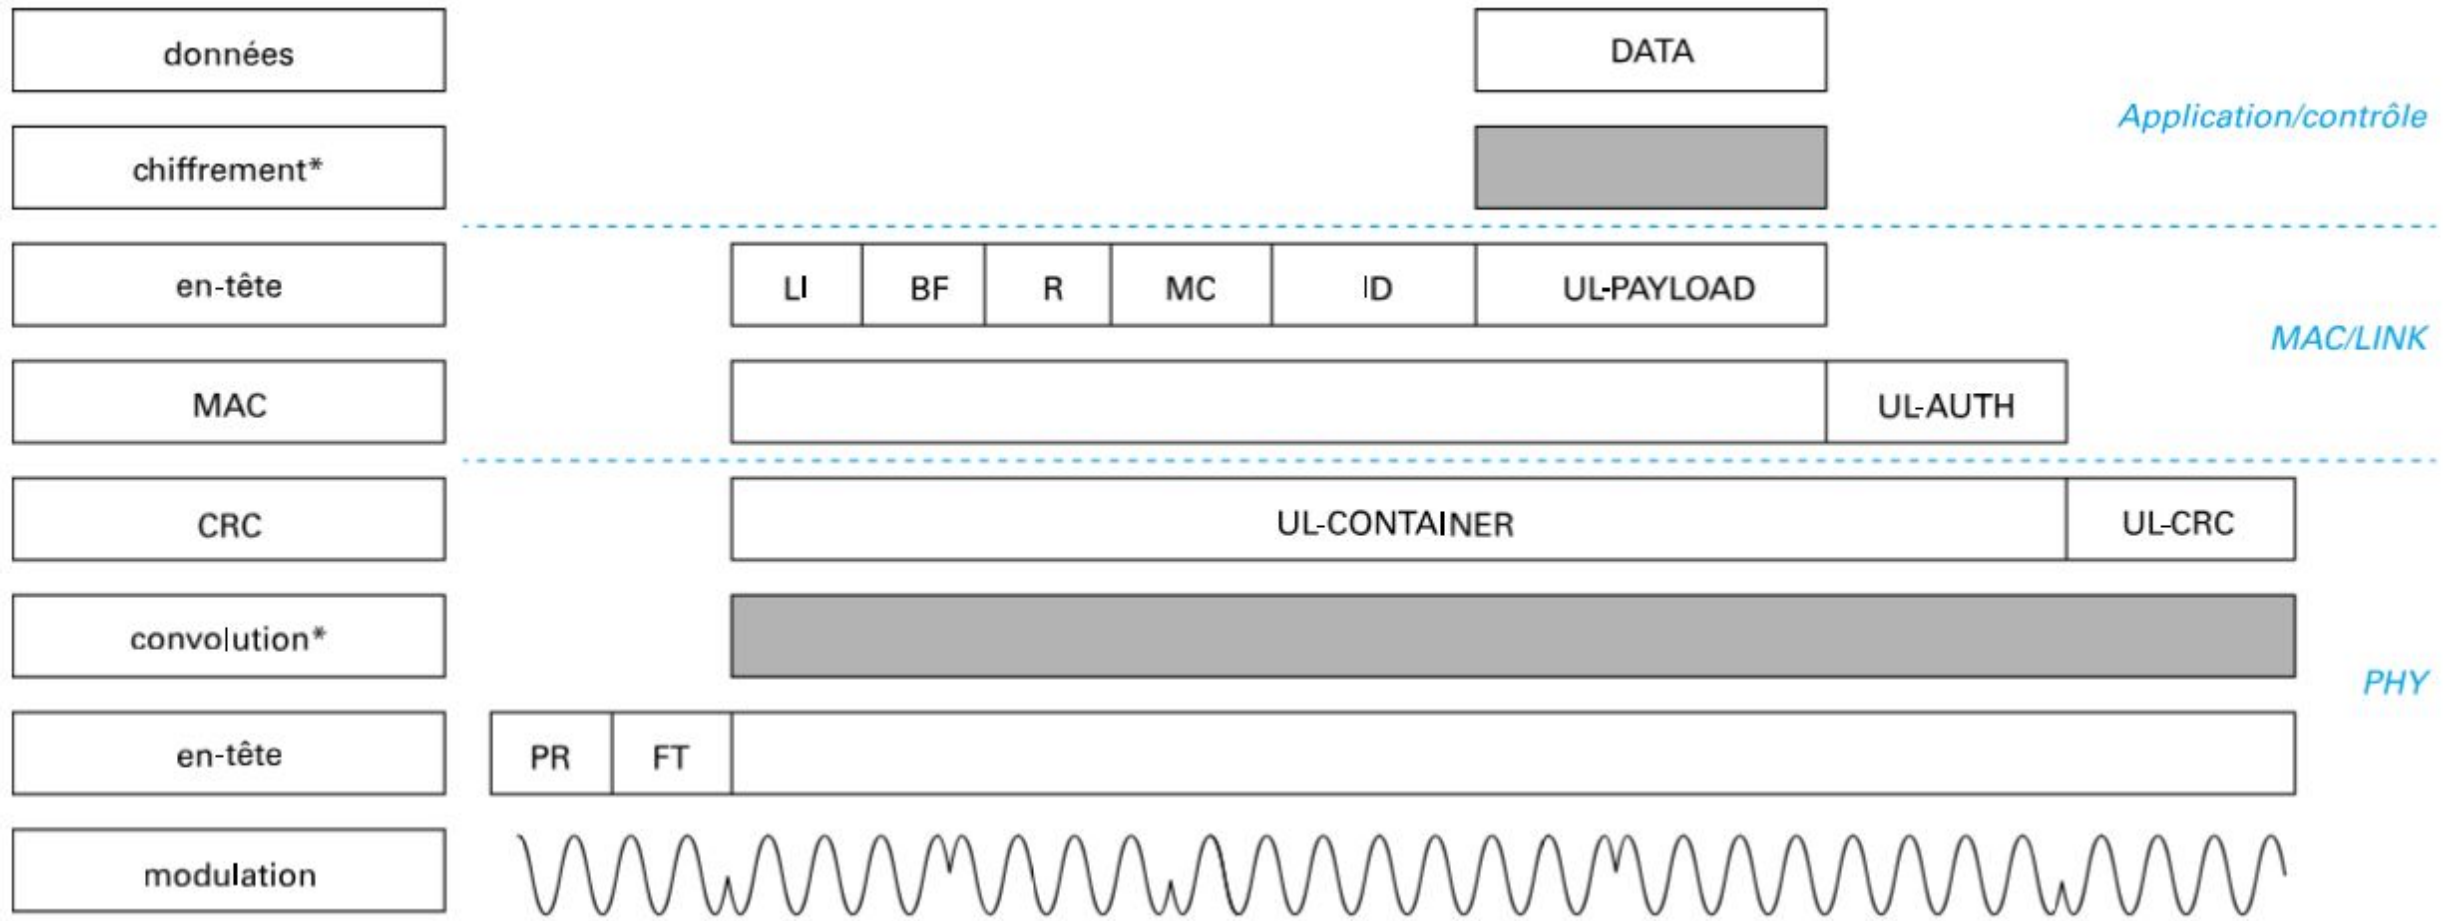 données
DATA
Application/contrôle
chiffrement*
en-tête
LI
BF
R
MC
ID
UL-PAYLOAD
MAC/LINK
MAC
UL-AUTH
CRC
UL-CONTAINER
UL-CRC
convolution*
PHY
en-tête
PR
FT
modulation